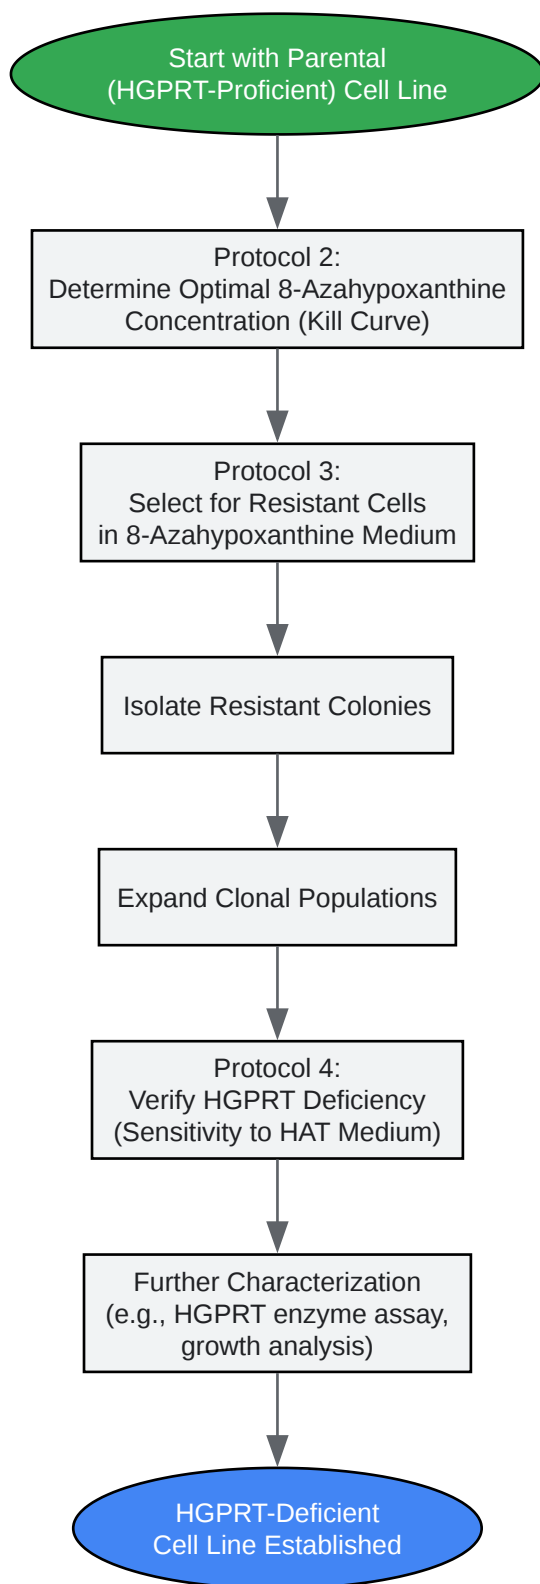 Start with Parental
(HGPRT-Proficient) Cell Line
Protocol 2:
Determine Optimal 8-Azahypoxanthine
Concentration (Kill Curve)
Protocol 3:
Select for Resistant Cells
in 8-Azahypoxanthine Medium
Isolate Resistant Colonies
Expand Clonal Populations
Protocol 4:
Verify HGPRT Deficiency
(Sensitivity to HAT Medium)
Further Characterization
(e.g., HGPRT enzyme assay,
growth analysis)
HGPRT-Deficient
Cell Line Established